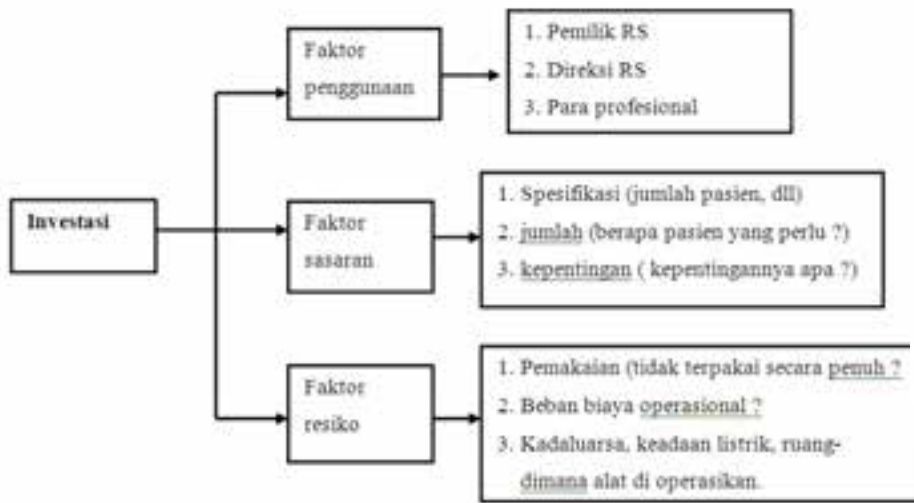 Investasi
Faktor
penggunaan
1. Pemilik RS
2. Direksi RS
3. Para profesional
Faktor
sasaran
1. Spesifikasi (jumlah pasien, dll)
2. jumlah (berapa pasien yang perlu ?)
3. kepentingan ( kepentingannya apa ?)
Faktor
resiko
1. Pemakaian (tidak terpakai secara penuh ?
2. Beban biaya operasional ?
3. Kadaluarsa, keadaan listrik, ruang-
dimana alat di operasikan.